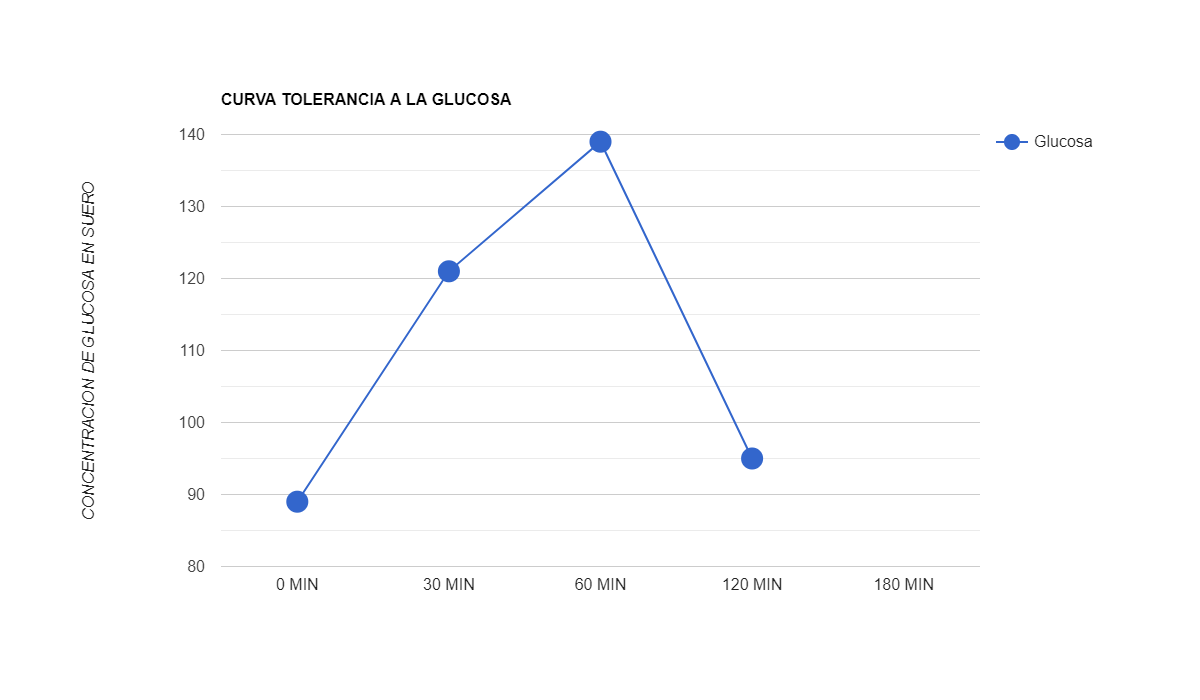 CURVA TOLERANCIA A LA GLUCOSA
CONCENTRACION DE GLUCOSA EN SUERO
140
130
120
110
100
90
80
0 MIN
30 MIN
60 MIN
120 MIN
180 MIN
Glucosa